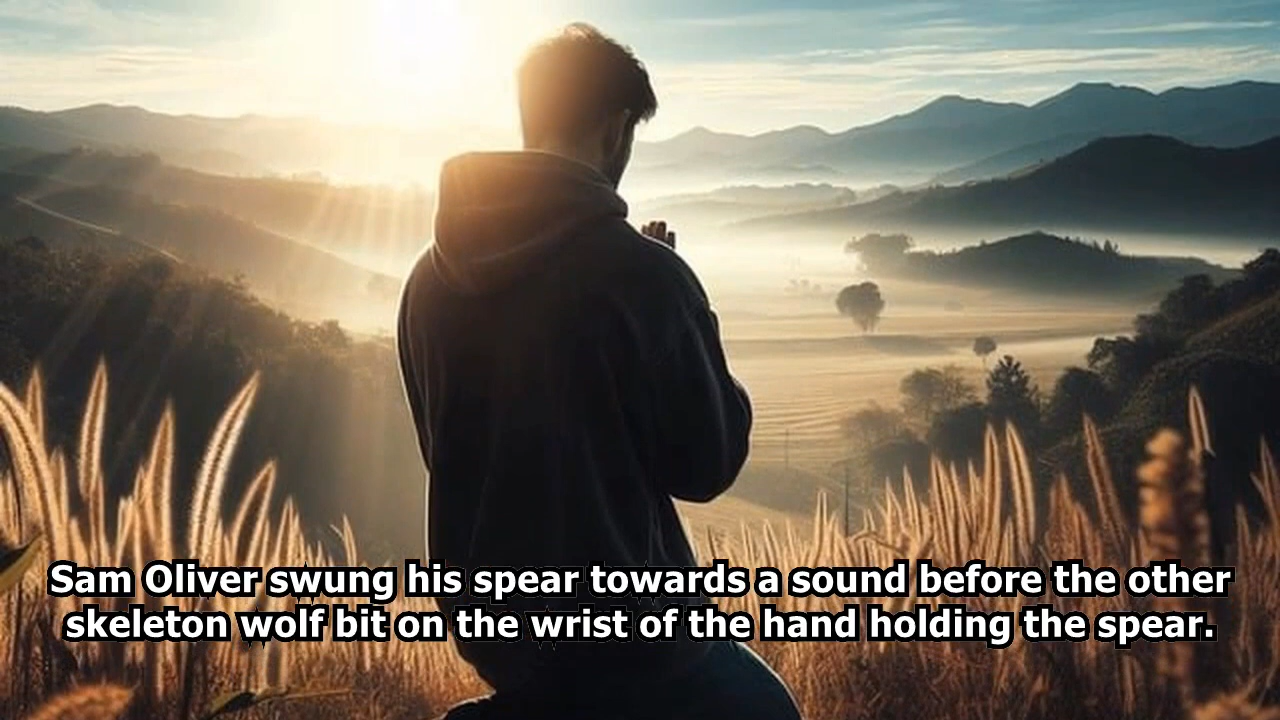 Sam Oliver swung his spear towards a sound before the other
skeleton wolf bit on the wrist of the hand holding the spear.